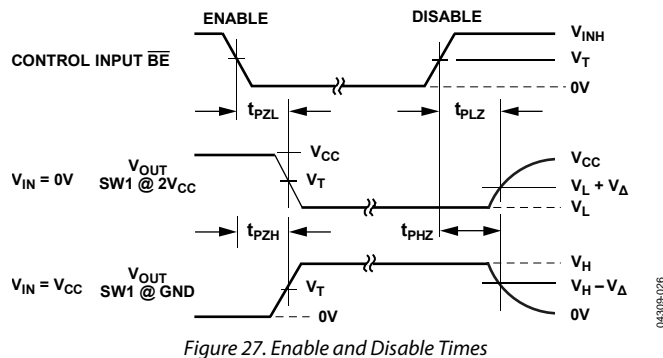 ENABLE
DISABLE
CONTROL INPUT BE
V_INH
V_T
0V
t_PZL
t_PLZ
V_IN = 0V
V_OUT
SW1 @ 2V_CC
V_CC
V_T
V_CC
V_L + V_Δ
V_L
t_PZH
t_PHZ
V_IN = V_CC
V_OUT
SW1 @ GND
V_T
0V
V_H
V_H – V_Δ
0V
04309-026
Figure 27. Enable and Disable Times